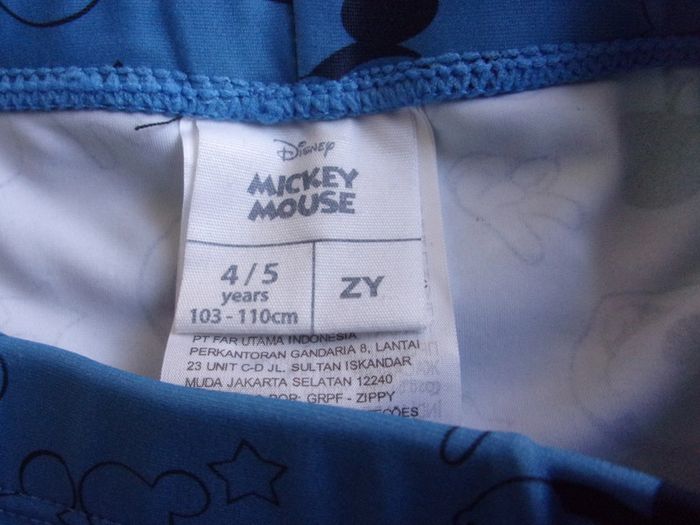 Disney
MICKEY
MOUSE
4/5
years
103 - 110cm
ZY
PT FAR UTAMA INDONESIA
PERKANTORAN GANDARIA 8, LANTAI
23 UNIT C-D JL. SULTAN ISKANDAR
MUDA JAKARTA SELATAN 12240
POR: GRPF - ZIPPY